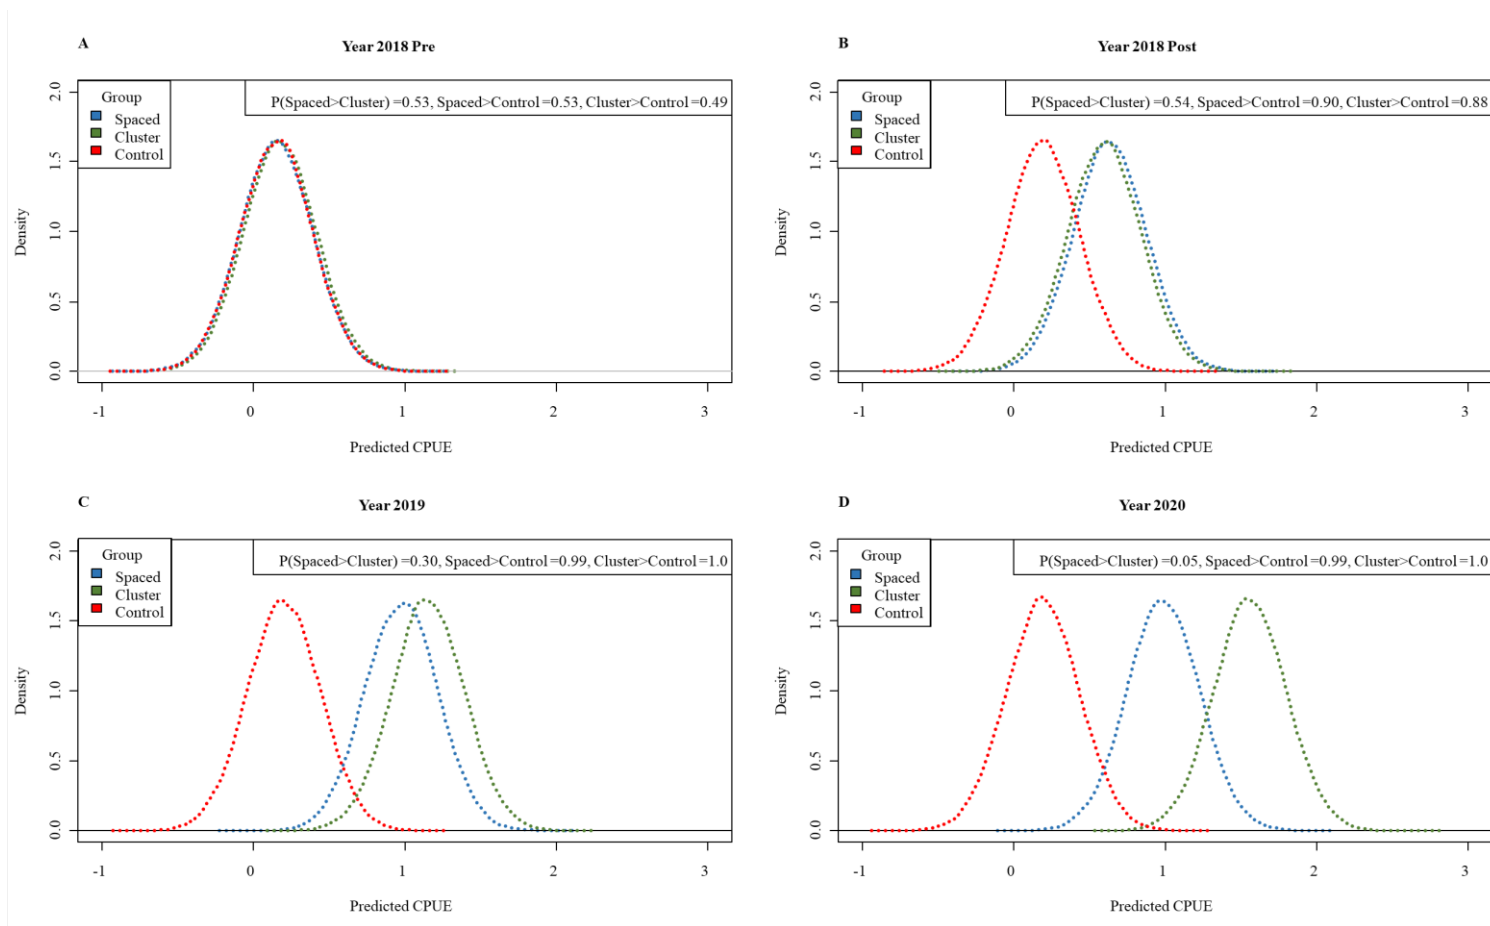 A
Year 2018 Pre
Group
Spaced
Cluster
Control
P(Spaced>Cluster) =0.53, Spaced>Control =0.53, Cluster>Control =0.49
Density
2.0
1.5
1.0
0.5
0.0
-1 0 1 2 3
Predicted CPUE
B
Year 2018 Post
Group
Spaced
Cluster
Control
P(Spaced>Cluster) =0.54, Spaced>Control =0.90, Cluster>Control =0.88
Density
2.0
1.5
1.0
0.5
0.0
-1 0 1 2 3
Predicted CPUE
C
Year 2019
Group
Spaced
Cluster
Control
P(Spaced>Cluster) =0.30, Spaced>Control =0.99, Cluster>Control =1.0
Density
2.0
1.5
1.0
0.5
0.0
-1 0 1 2 3
Predicted CPUE
D
Year 2020
Group
Spaced
Cluster
Control
P(Spaced>Cluster) =0.05, Spaced>Control =0.99, Cluster>Control =1.0
Density
2.0
1.5
1.0
0.5
0.0
-1 0 1 2 3
Predicted CPUE